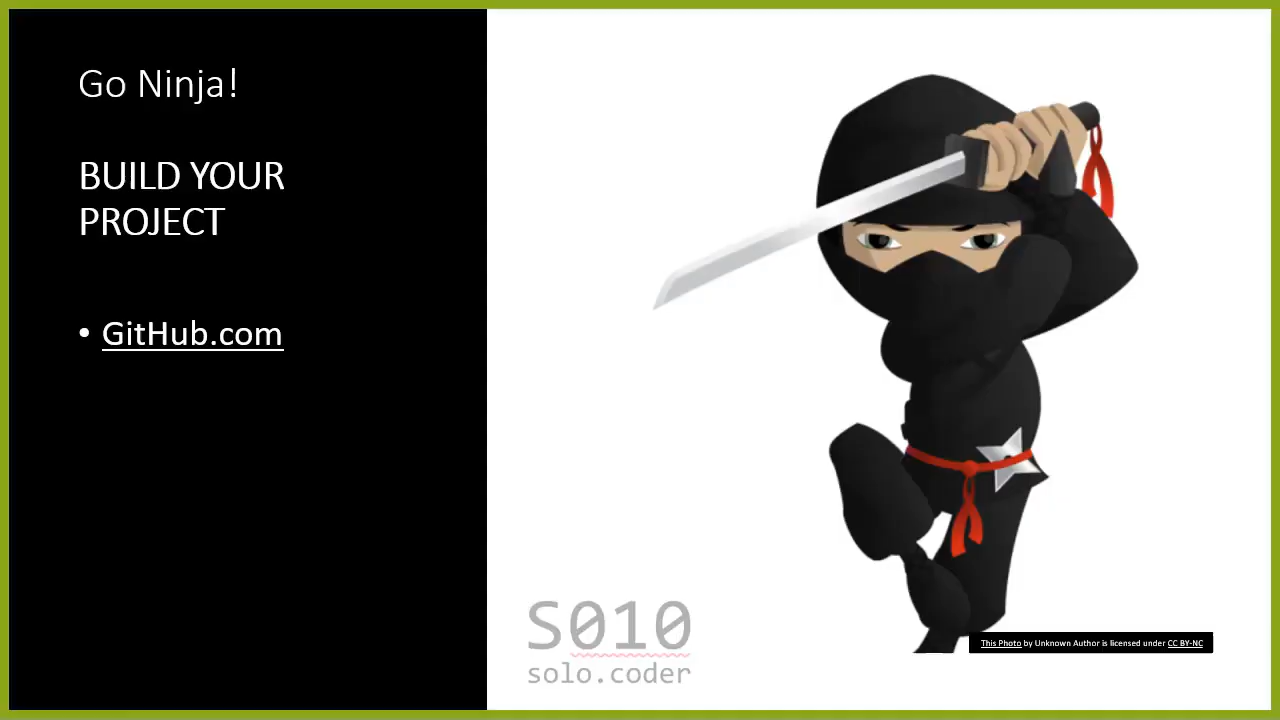 Go Ninja!
BUILD YOUR
PROJECT
• GitHub.com
S010
solo.coder
This Photo by Unknown Author is licensed under CC BY-NC